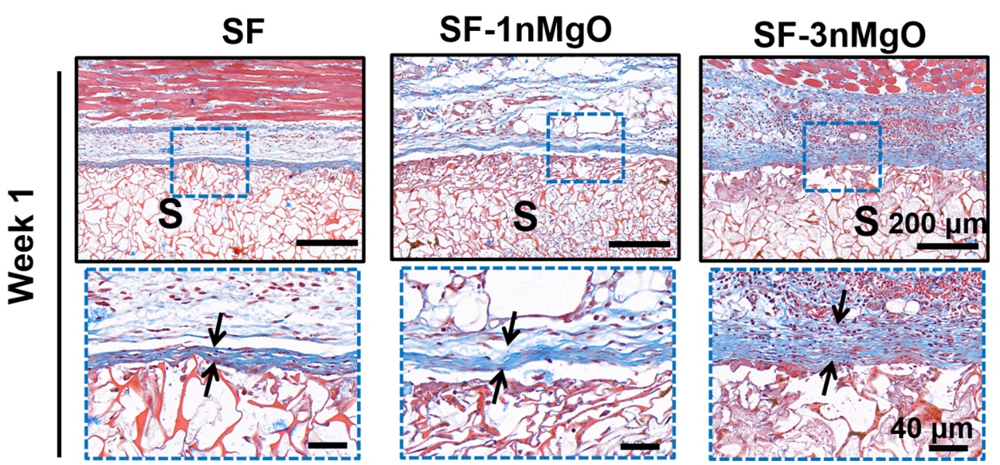 SF
SF-1nMgO
SF-3nMgO
Week 1
S
S
S 200 μm
40 μm